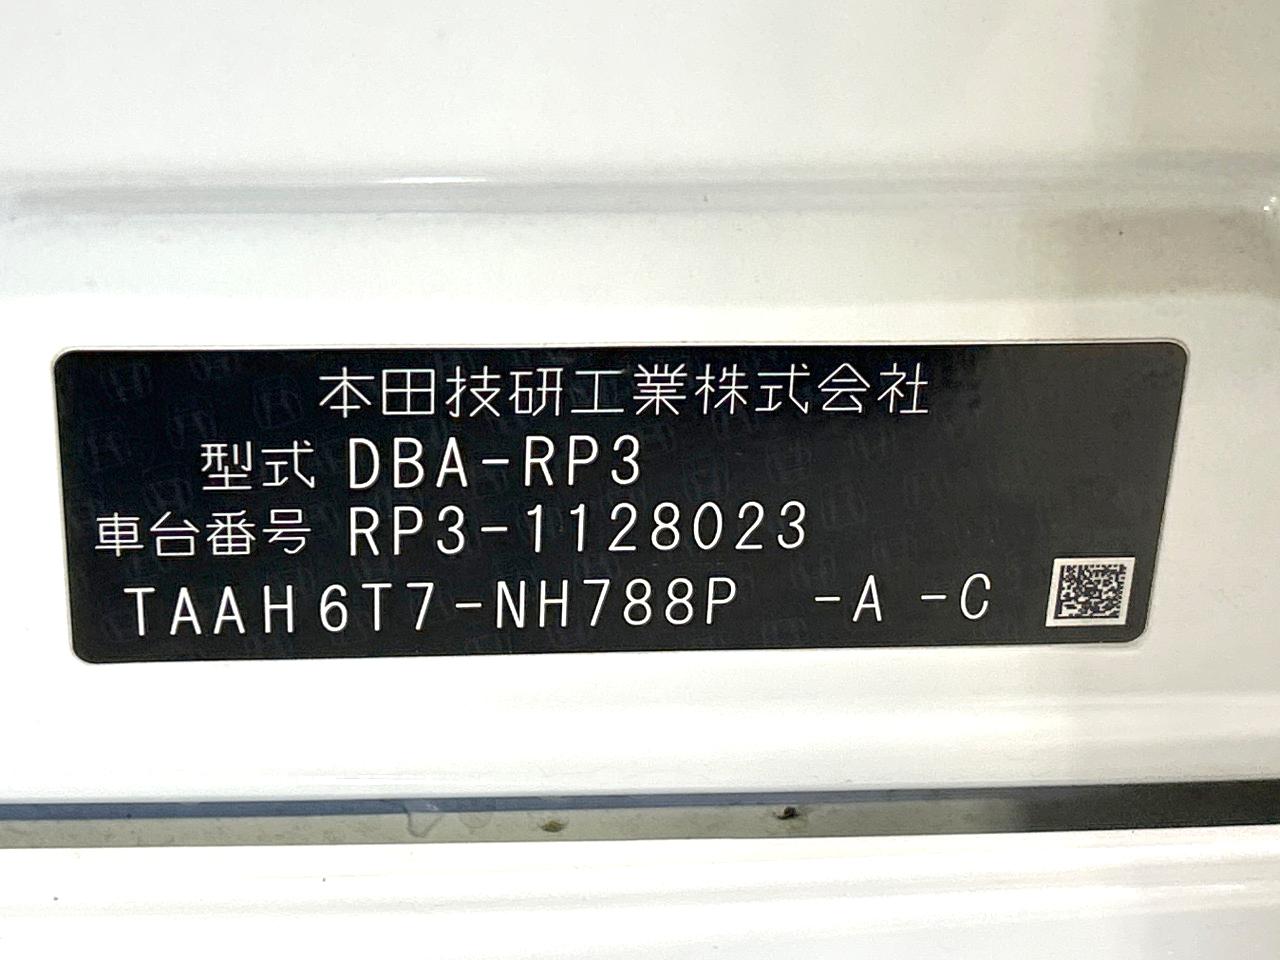 本田技研工業株式会社
型式 DBA-RP3
車台番号 RP3-1128023
TAAH6T7-NH788P -A -C